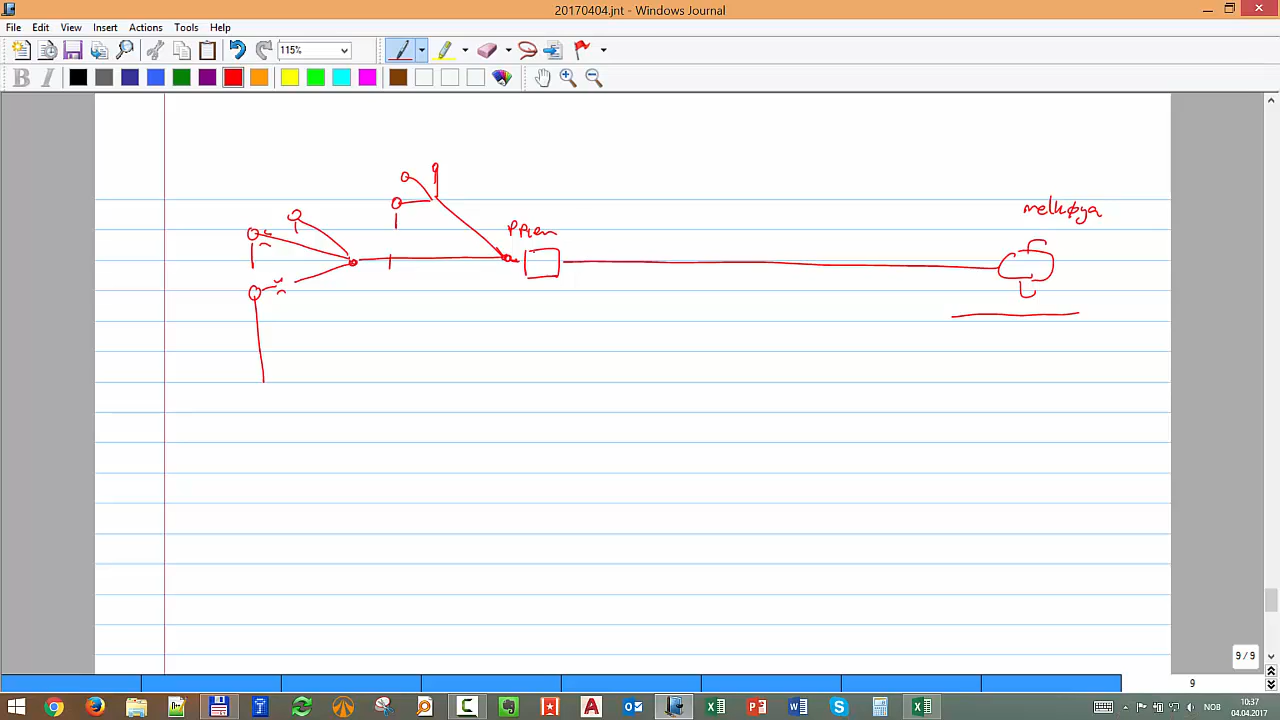 20170404.jnt - Windows Journal
File Edit View Insert Actions Tools Help
115%
B I
melkøya
PPlem
9 / 9
9
10:37
NOB
04.04.2017